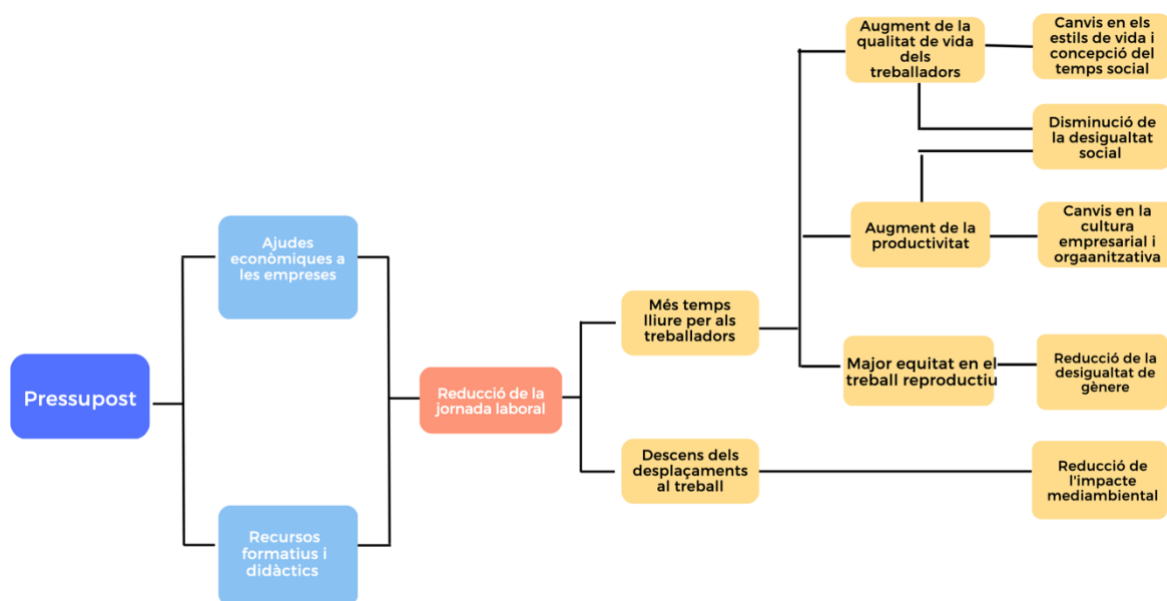 Pressupost
Ajudes
econòmiques a
les empreses
Recursos
formatius i
didàctics
Reducció de la
jornada laboral
Més temps
lliure per als
treballadors
Descens dels
desplaçaments
al treball
Augment de la
qualitat de vida
dels
treballadors
Augment de la
productivitat
Major equitat en el
treball reproductiu
Canvis en els
estils de vida i
concepció del
temps social
Disminució de
la desigualtat
social
Canvis en la
cultura
empresarial i
orgaanitzativa
Reducció de la
desigualtat de
gènere
Reducció de
l'impacte
mediambiental